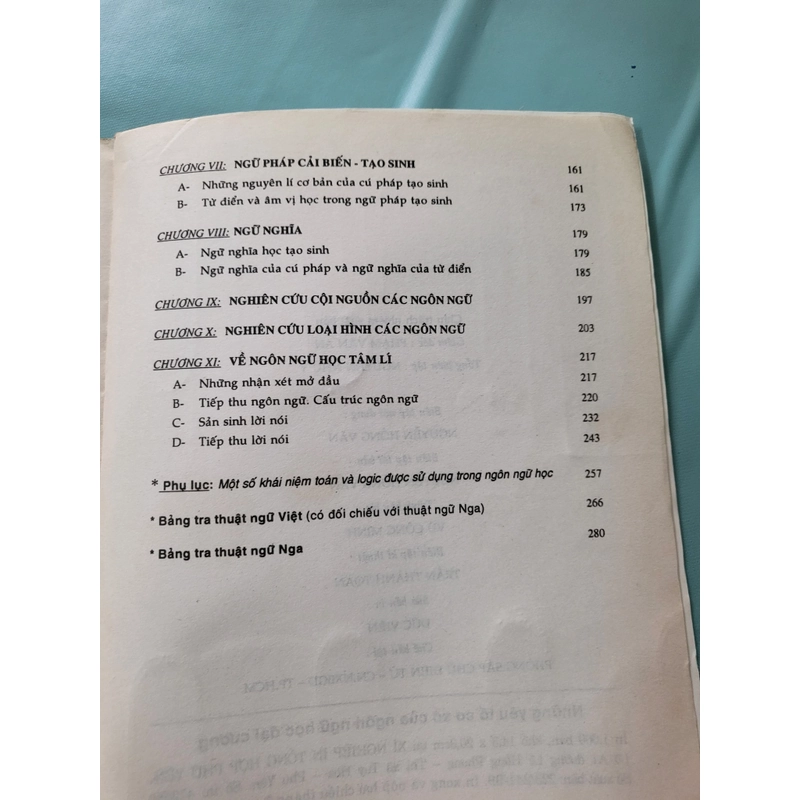 CHƯƠNG VII: NGỮ PHÁP CẢI BIẾN - TẠO SINH 161
A- Những nguyên lí cơ bản của cú pháp tạo sinh 161
B- Từ điển và âm vị học trong ngữ pháp tạo sinh 173
CHƯƠNG VIII: NGỮ NGHĨA 179
A- Ngữ nghĩa học tạo sinh 179
B- Ngữ nghĩa của cú pháp và ngữ nghĩa của từ điển 185
CHƯƠNG IX: NGHIÊN CỨU CỘI NGUỒN CÁC NGÔN NGỮ 197
CHƯƠNG X: NGHIÊN CỨU LOẠI HÌNH CÁC NGÔN NGỮ 203
CHƯƠNG XI: VỀ NGÔN NGỮ HỌC TÂM LÍ 217
A- Những nhận xét mở đầu 217
B- Tiếp thu ngôn ngữ. Cấu trúc ngôn ngữ 220
C- Sản sinh lời nói 232
D- Tiếp thu lời nói 243
* Phụ lục: Một số khái niệm toán và logic được sử dụng trong ngôn ngữ học 257
* Bảng tra thuật ngữ Việt (có đối chiếu với thuật ngữ Nga) 266
* Bảng tra thuật ngữ Nga 280